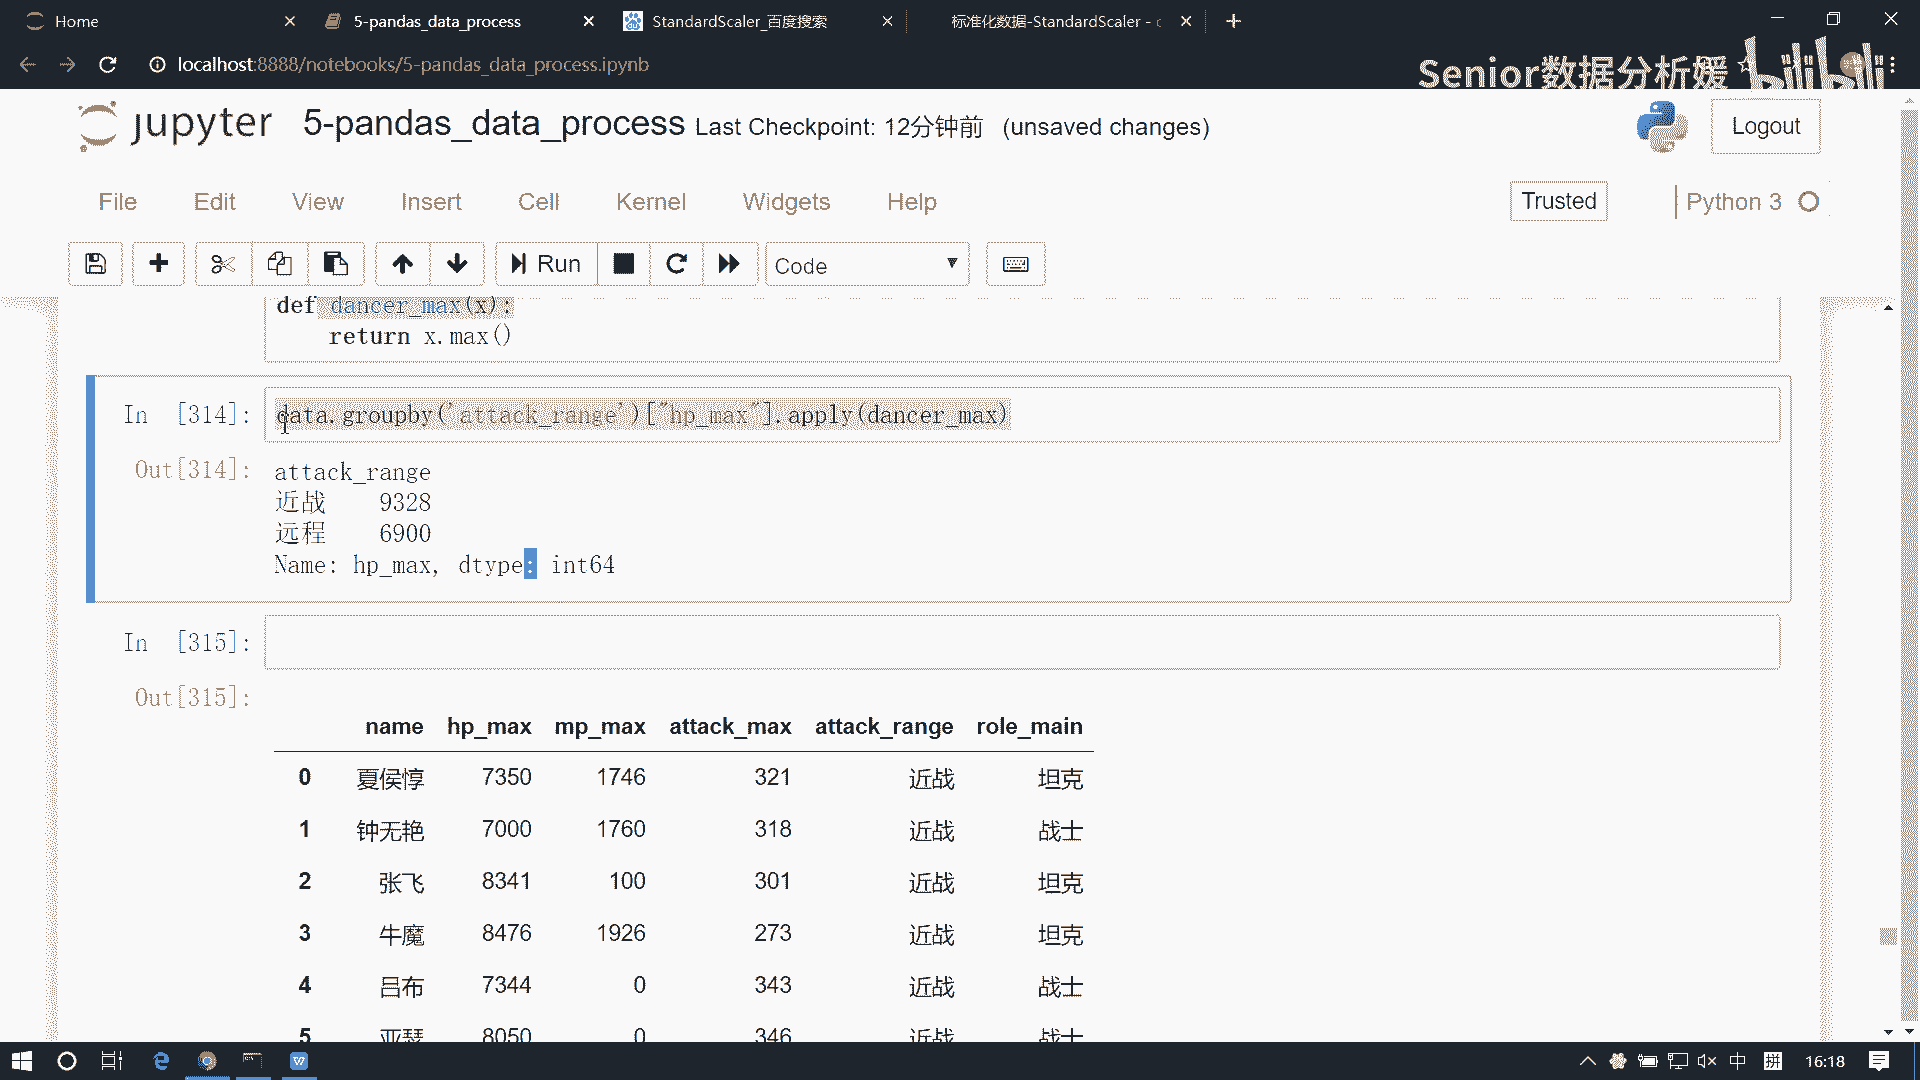 Home
5-pandas_data_process
StandardScaler_百度搜索
标准化数据-StandardScaler - c
localhost:8888/notebooks/5-pandas_data_process.ipynb
Senior数据分析媛
bilibili
jupyter 5-pandas_data_process Last Checkpoint: 12分钟前 (unsaved changes)
Logout
File Edit View Insert Cell Kernel Widgets Help
Trusted
Python 3
Run
Code
def dancer_max(x):
return x.max()
In [314]: data.groupby('attack_range')["hp_max"].apply(dancer_max)
Out[314]: attack_range
近战 9328
远程 6900
Name: hp_max, dtype: int64
In [315]:
Out[315]:
name hp_max mp_max attack_max attack_range role_main
0 夏侯惇 7350 1746 321 近战 坦克
1 钟无艳 7000 1760 318 近战 战士
2 张飞 8341 100 301 近战 坦克
3 牛魔 8476 1926 273 近战 坦克
4 吕布 7344 0 343 近战 战士
5 亚瑟 8050 0 346 近战 战士
中 拼 16:18